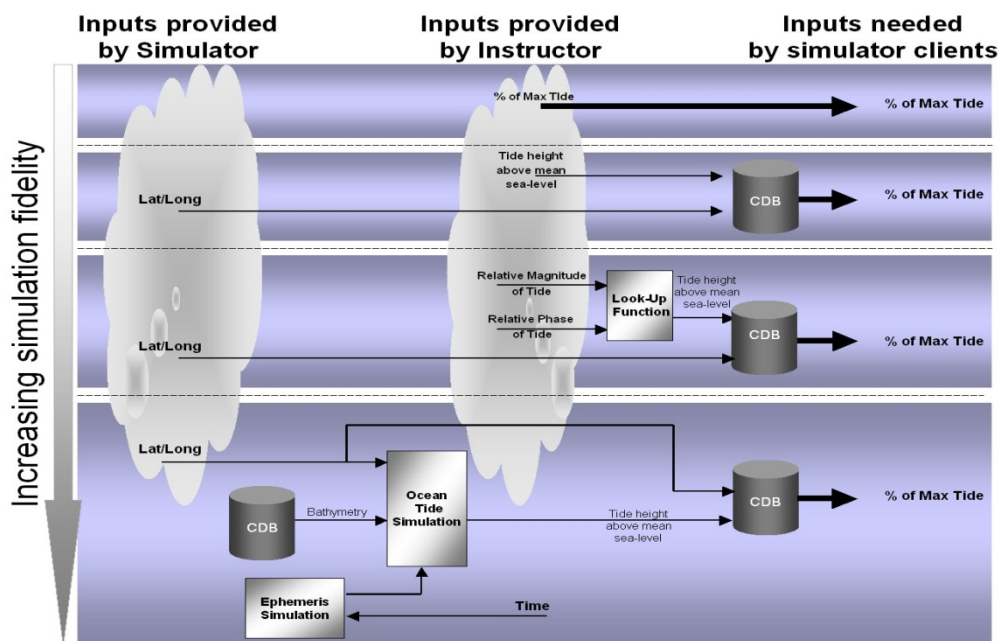 Inputs provided
by Simulator
Inputs provided
by Instructor
Inputs needed
by simulator clients
Increasing simulation fidelity
% of Max Tide
% of Max Tide
Tide height
above mean
sea-level
Lat/Long
CDB
% of Max Tide
Relative Magnitude
of Tide
Relative Phase
of Tide
Look-Up
Function
Tide height
above mean
sea-level
Lat/Long
CDB
% of Max Tide
Lat/Long
CDB
Bathymetry
Ocean
Tide
Simulation
Tide height
above mean
sea-level
CDB
% of Max Tide
Ephemeris
Simulation
Time